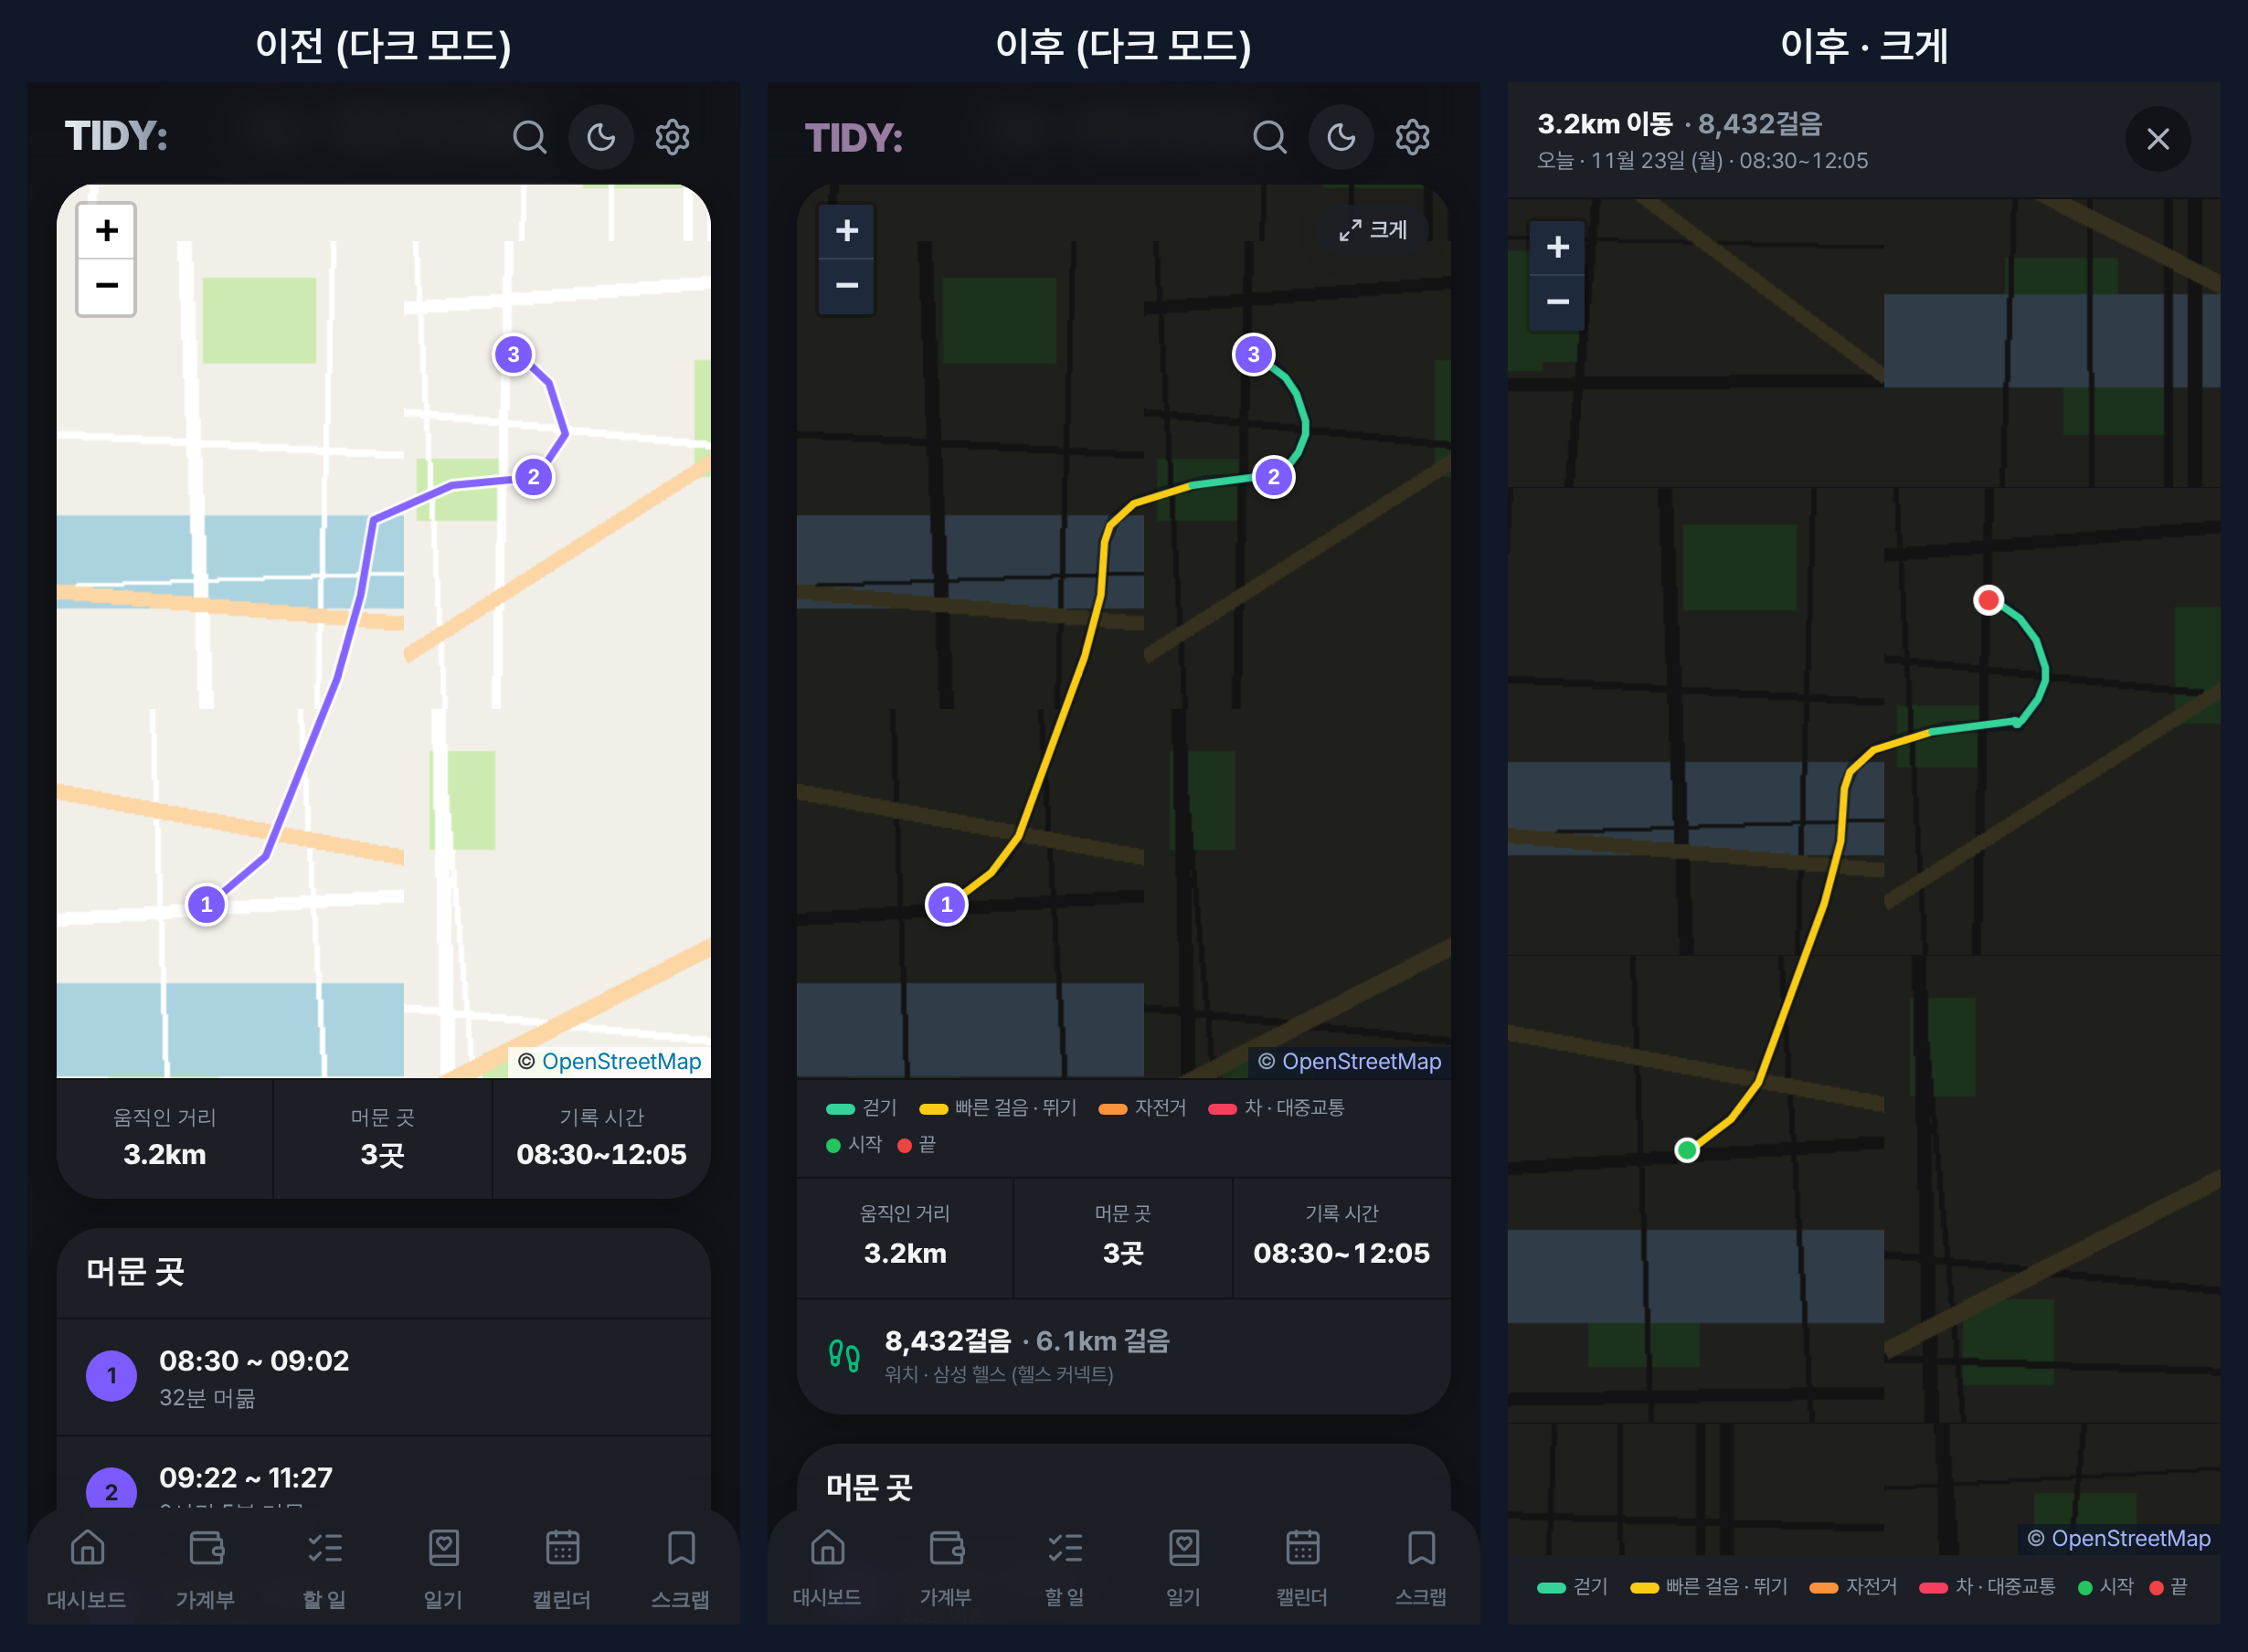 이전 (다크 모드)
TIDY:
+
−
3
2
1
© OpenStreetMap
움직인 거리
3.2km
머문 곳
3곳
기록 시간
08:30~12:05
머문 곳
1
08:30 ~ 09:02
32분 머묾
2
09:22 ~ 11:27
대시보드
가계부
할 일
일기
캘린더
스크랩
이후 (다크 모드)
TIDY:
+
−
크게
3
2
1
© OpenStreetMap
걷기
빠른 걸음 · 뛰기
자전거
차 · 대중교통
시작
끝
움직인 거리
3.2km
머문 곳
3곳
기록 시간
08:30~12:05
8,432걸음 · 6.1km 걸음
워치 · 삼성 헬스 (헬스 커넥트)
머문 곳
대시보드
가계부
할 일
일기
캘린더
스크랩
이후 · 크게
3.2km 이동 · 8,432걸음
오늘 · 11월 23일 (월) · 08:30~12:05
+
−
© OpenStreetMap
걷기
빠른 걸음 · 뛰기
자전거
차 · 대중교통
시작
끝